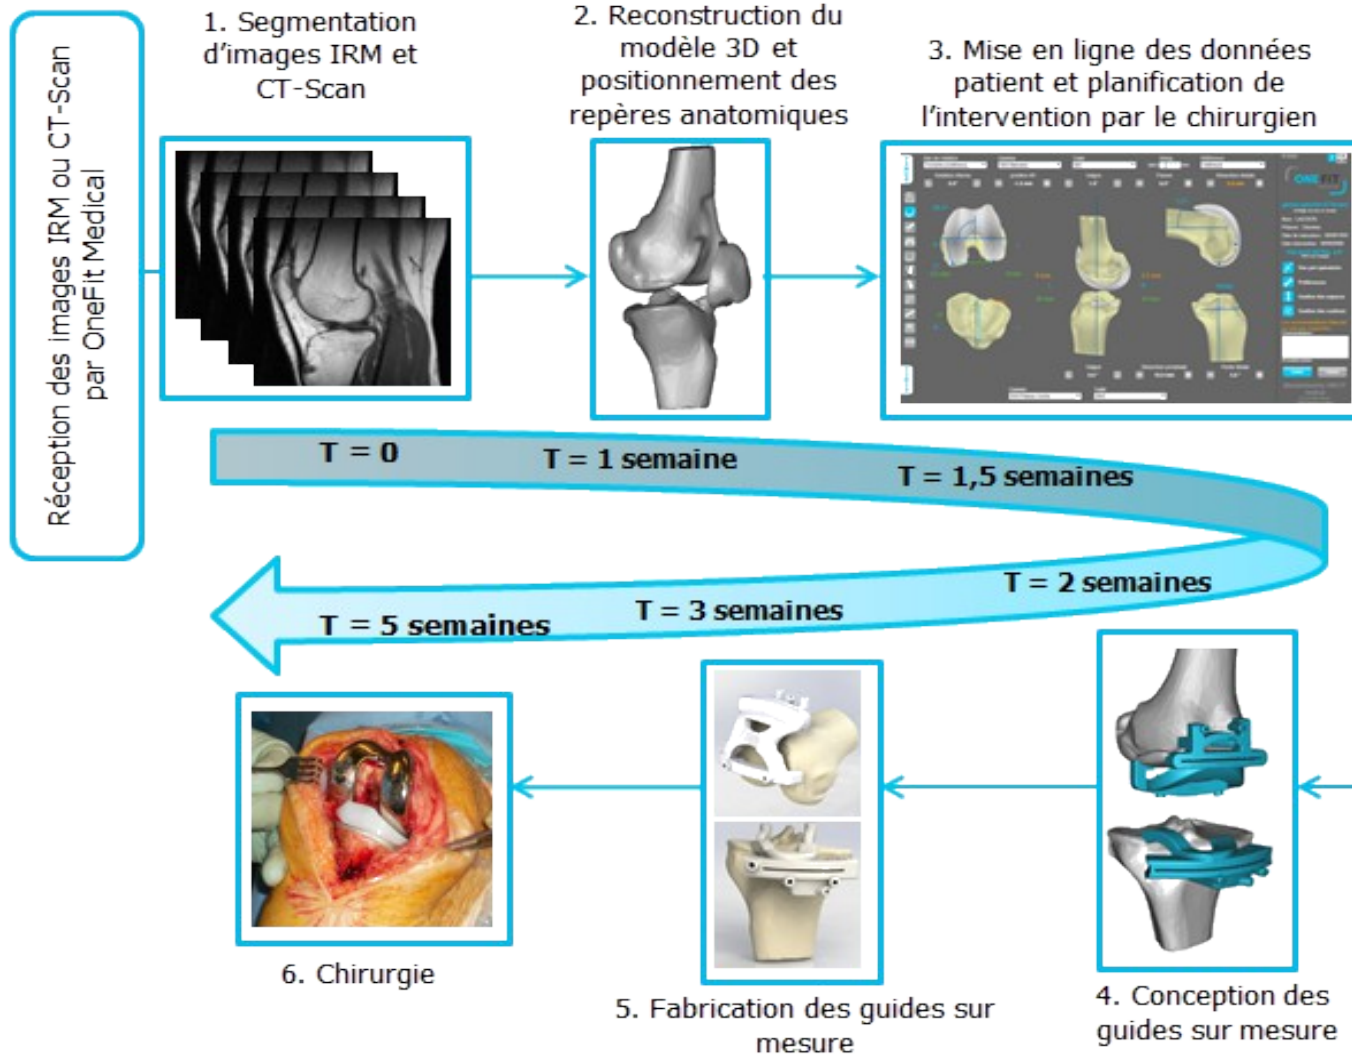 Réception des images IRM ou CT-Scan
par OneFit Medical
1. Segmentation
d'images IRM et
CT-Scan
2. Reconstruction du
modèle 3D et
positionnement des
repères anatomiques
3. Mise en ligne des données
patient et planification de
l'intervention par le chirurgien
ONEFIT
T = 0
T = 1 semaine
T = 1,5 semaines
T = 2 semaines
T = 3 semaines
T = 5 semaines
6. Chirurgie
5. Fabrication des guides sur
mesure
4. Conception des
guides sur mesure